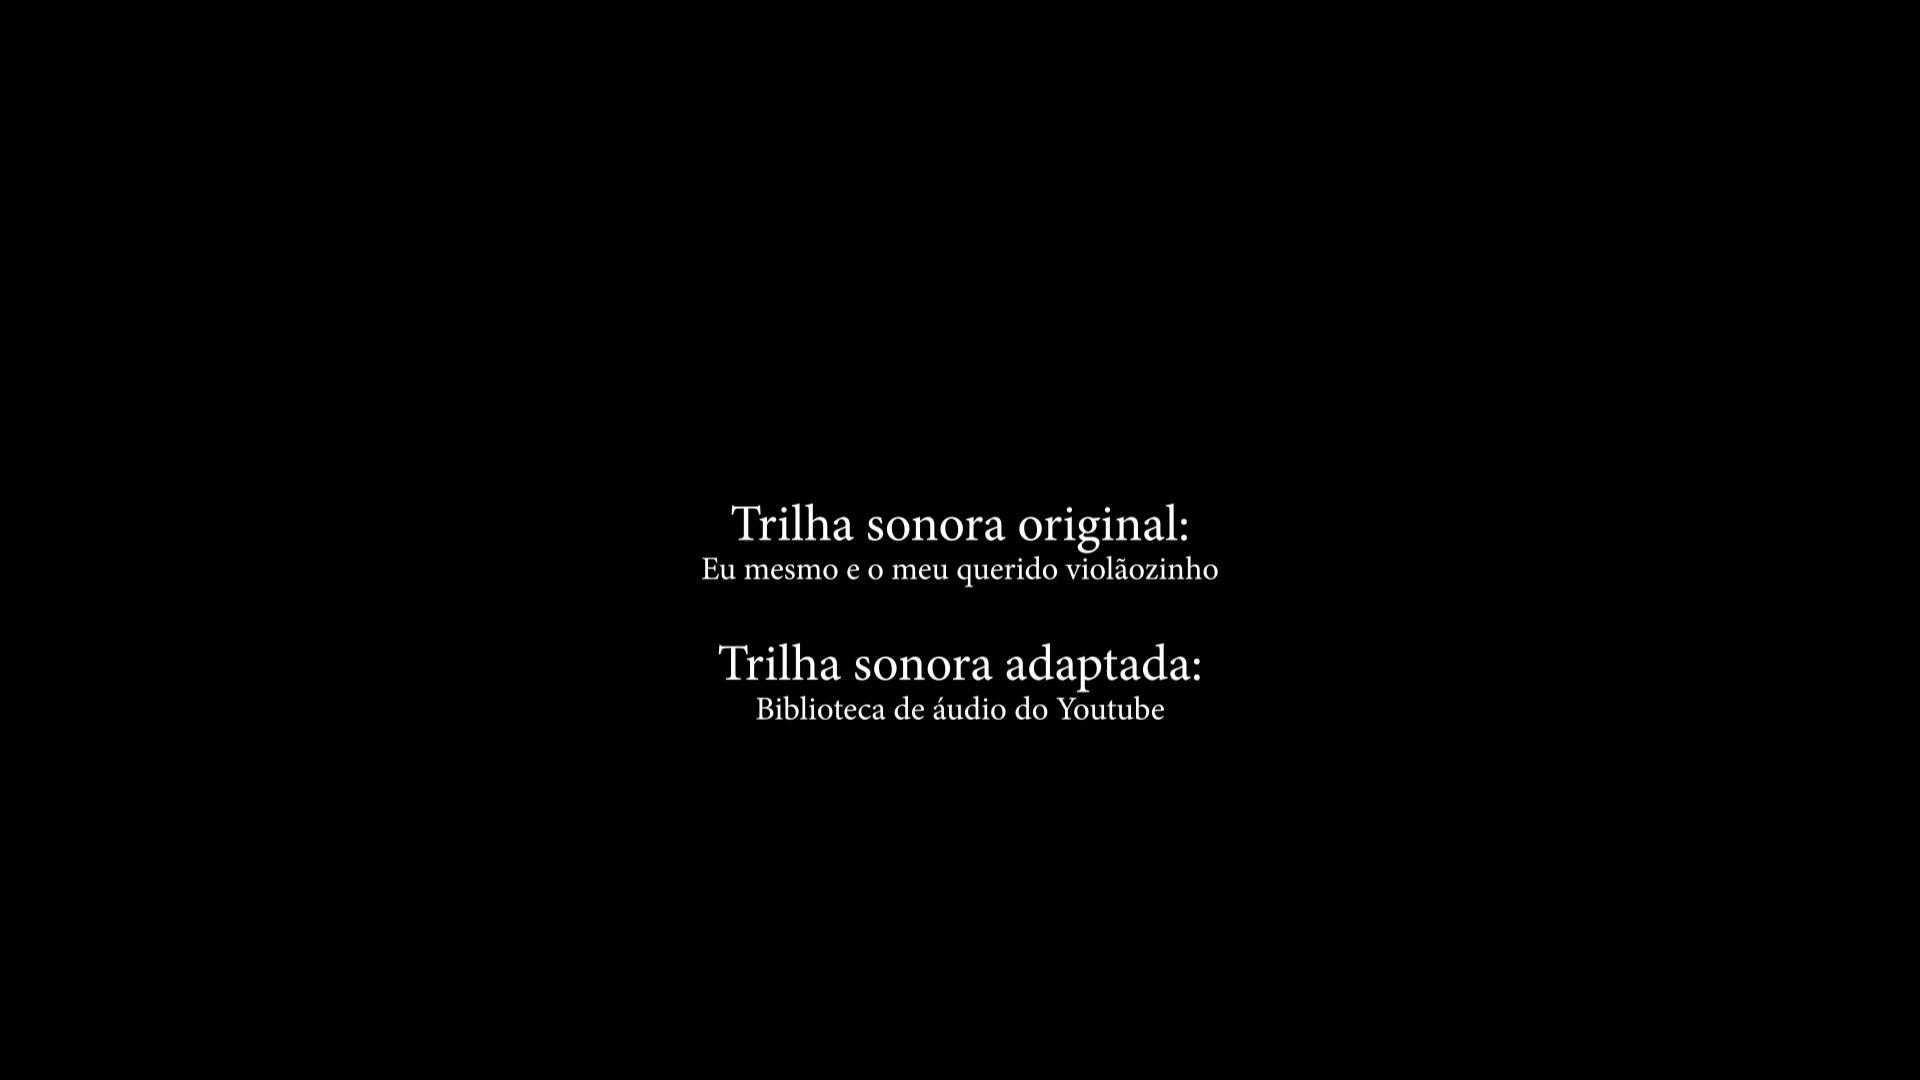 Trilha sonora original:
Eu mesmo e o meu querido violãozinho
Trilha sonora adaptada:
Biblioteca de áudio do Youtube